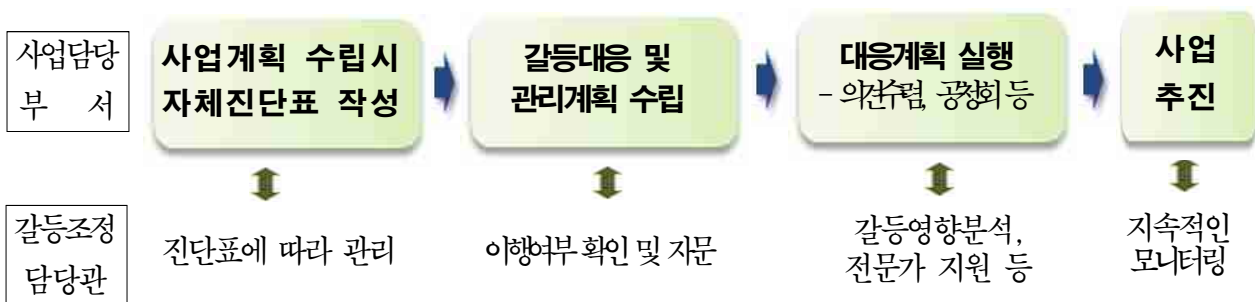 사업담당
부 서
사업계획 수립시
자체진단표 작성
갈등대응 및
관리계획 수립
대응계획 실행
- 의견수렴, 공청회 등
사업
추진
갈등조정
담당관
진단표에 따라 관리
이행여부 확인 및 자문
갈등영향분석,
전문가 지원 등
지속적인
모니터링